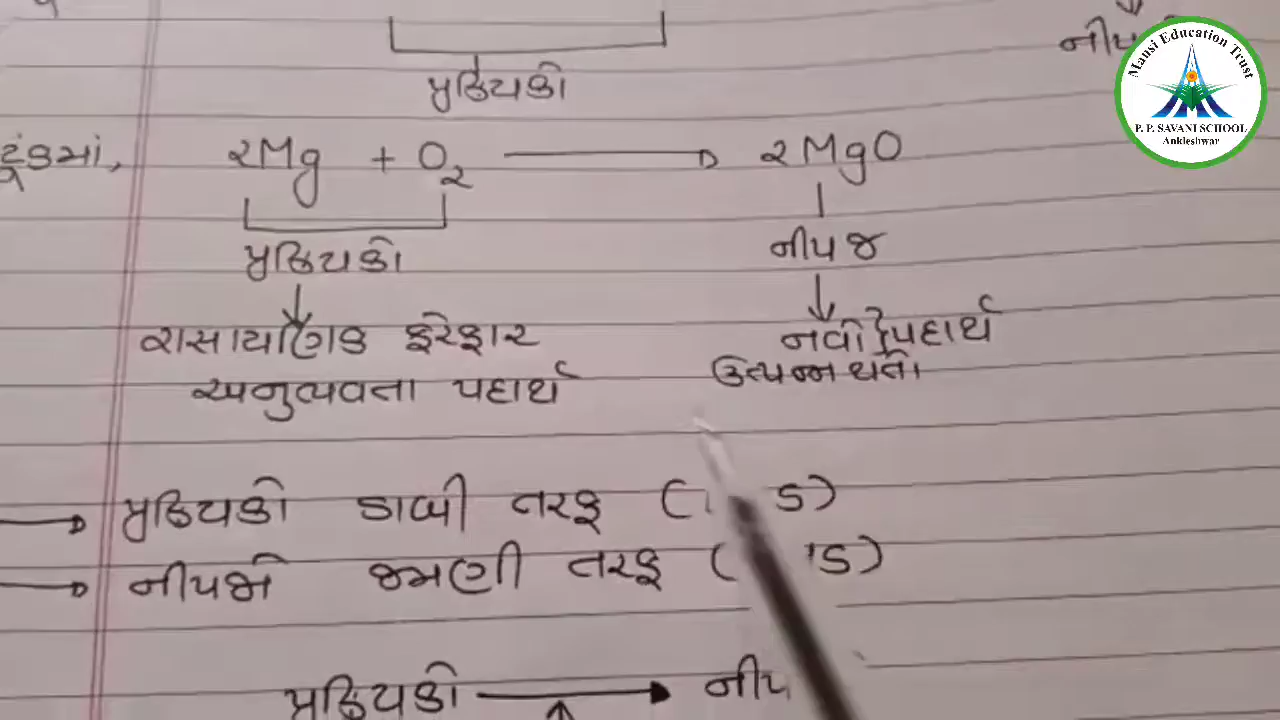 પ્રક્રિયકો
ટૂંકમાં, 2Mg + O2 → 2MgO
પ્રક્રિયકો નીપજ
રાસાયણિક ફેરફાર નવો પદાર્થ
અનુભવતા પદાર્થ ઉત્પન્ન થતો
→ પ્રક્રિયકો ડાબી તરફ
→ નીપજો જમણી તરફ
પ્રક્રિયકો →
Mansi Education Trust
P. P. SAVANI SCHOOL
Ankleshwar